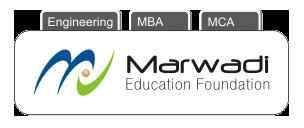 Engineering MBA MCA
Marwadi
Education Foundation